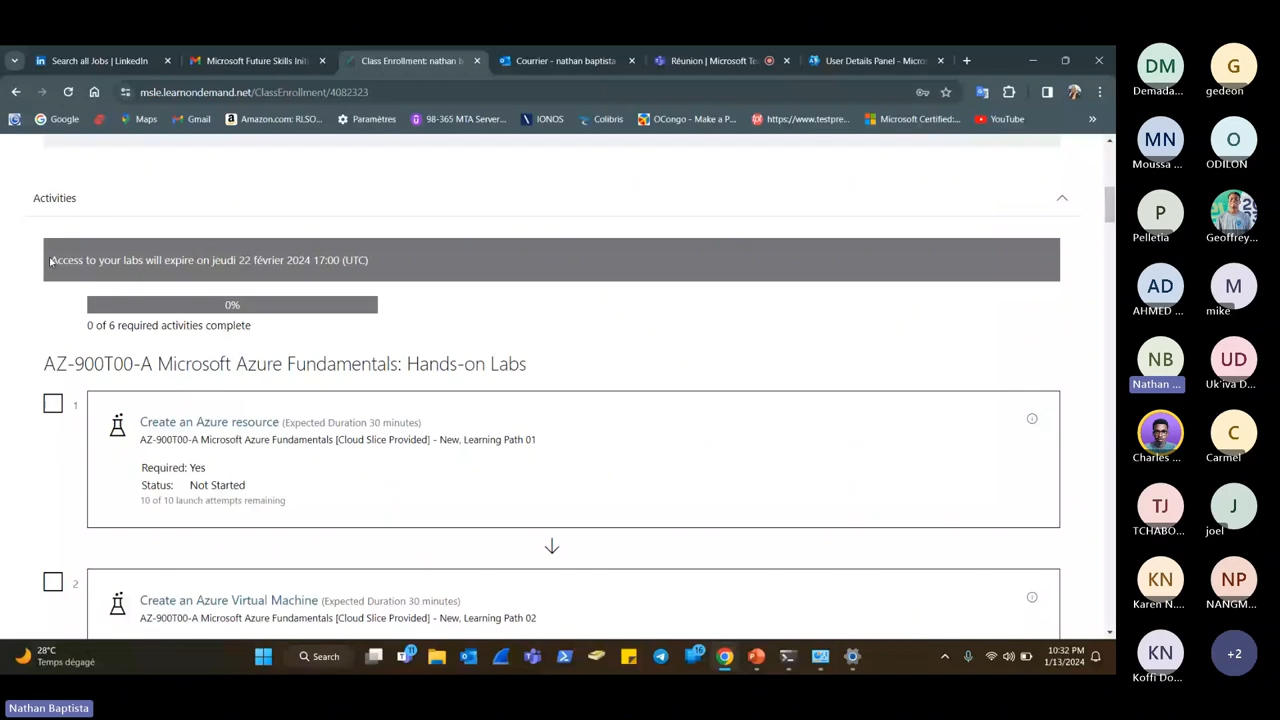 Search all Jobs | LinkedIn
Microsoft Future Skills Initi
Class Enrollment: nathan b
Courrier - nathan baptista
Réunion | Microsoft Te
User Details Panel - Micros
msle.learnondemand.net/ClassEnrollment/4082323
Google
Maps
Gmail
Amazon.com: RLSO...
Paramètres
98-365 MTA Server...
IONOS
Colibris
OCongo - Make a P...
https://www.testpre...
Microsoft Certified:...
YouTube
»
Activities
Access to your labs will expire on jeudi 22 février 2024 17:00 (UTC)
0%
0 of 6 required activities complete
AZ-900T00-A Microsoft Azure Fundamentals: Hands-on Labs
1
Create an Azure resource (Expected Duration 30 minutes)
AZ-900T00-A Microsoft Azure Fundamentals [Cloud Slice Provided] - New, Learning Path 01
Required: Yes
Status: Not Started
10 of 10 launch attempts remaining
2
Create an Azure Virtual Machine (Expected Duration 30 minutes)
AZ-900T00-A Microsoft Azure Fundamentals [Cloud Slice Provided] - New, Learning Path 02
28°C
Temps dégagé
Search
10:32 PM
1/13/2024
Nathan Baptista
DM
Demada...
G
gedeon
MN
Moussa ...
O
ODILON
P
Pelletia
Geoffrey...
AD
AHMED ...
M
mike
NB
Nathan ...
UD
Uk'iva D...
Charles ...
C
Carmel
TJ
TCHABO...
J
joel
KN
Karen N....
NP
NANGM...
KN
Koffi Do...
+2